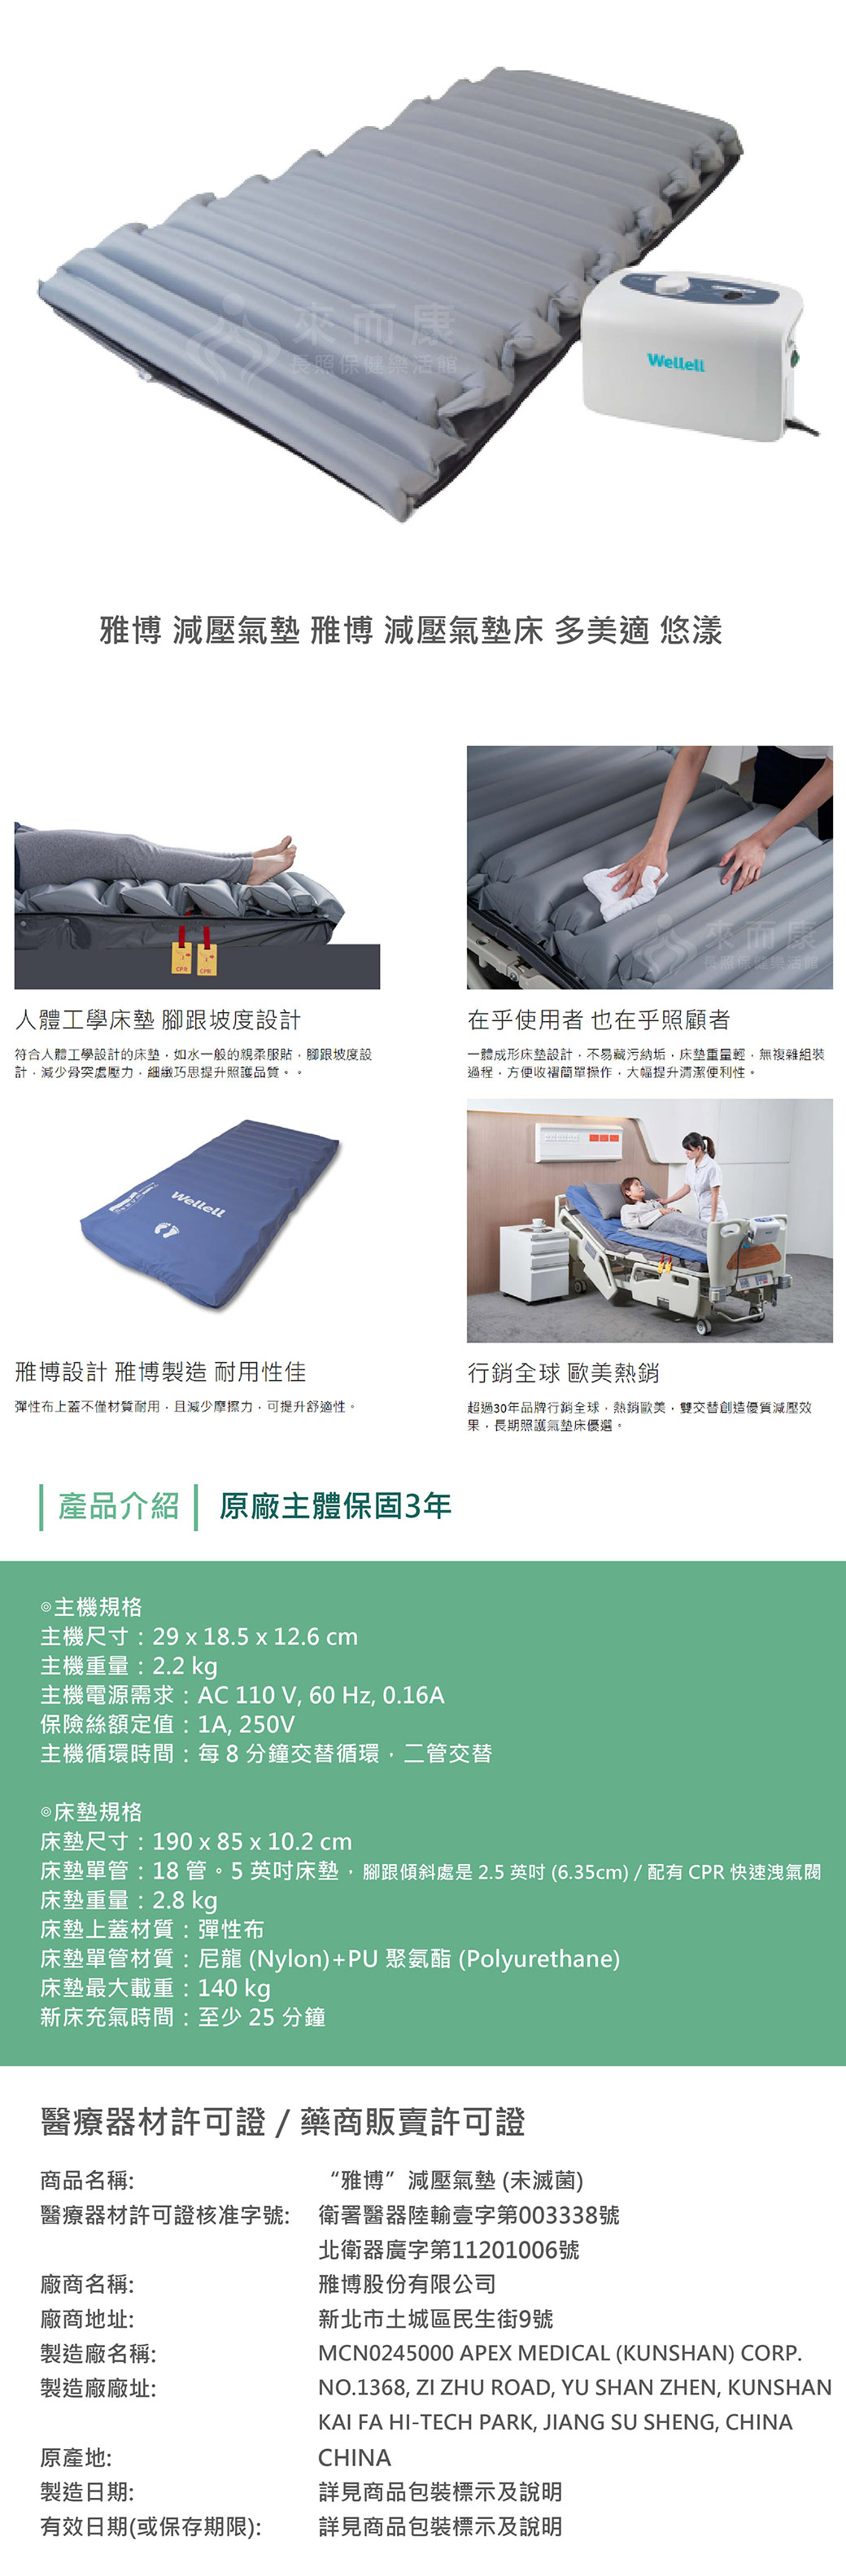 來而康
長照保健樂活館
Wellell
雅博 減壓氣墊 雅博 減壓氣墊床 多美適 悠漾
CPR
CPR
來而康
長照保健樂活館
人體工學床墊 腳跟坡度設計
符合人體工學設計的床墊，如水一般的親柔服貼，腳跟坡度設
計，減少骨突處壓力，細緻巧思提升照護品質。。
在乎使用者 也在乎照顧者
一體成形床墊設計，不易藏污納垢，床墊重量輕，無複雜組裝
過程，方便收褶簡單操作，大幅提升清潔便利性。
Wellell
雅博設計 雅博製造 耐用性佳
彈性布上蓋不僅材質耐用，且減少摩擦力，可提升舒適性。
行銷全球 歐美熱銷
超過30年品牌行銷全球，熱銷歐美，雙交替創造優質減壓效
果，長期照護氣墊床優選。
產品介紹 原廠主體保固3年
◎主機規格
主機尺寸：29 x 18.5 x 12.6 cm
主機重量：2.2 kg
主機電源需求：AC 110 V, 60 Hz, 0.16A
保險絲額定值：1A, 250V
主機循環時間：每 8 分鐘交替循環，二管交替
◎床墊規格
床墊尺寸：190 x 85 x 10.2 cm
床墊單管：18 管。5 英吋床墊，腳跟傾斜處是 2.5 英吋 (6.35cm) / 配有 CPR 快速洩氣閥
床墊重量：2.8 kg
床墊上蓋材質：彈性布
床墊單管材質：尼龍 (Nylon)+PU 聚氨酯 (Polyurethane)
床墊最大載重：140 kg
新床充氣時間：至少 25 分鐘
醫療器材許可證 / 藥商販賣許可證
商品名稱: “雅博”減壓氣墊 (未滅菌)
醫療器材許可證核准字號: 衛署醫器陸輸壹字第003338號
北衛器廣字第11201006號
廠商名稱: 雅博股份有限公司
廠商地址: 新北市土城區民生街9號
製造廠名稱: MCN0245000 APEX MEDICAL (KUNSHAN) CORP.
製造廠廠址: NO.1368, ZI ZHU ROAD, YU SHAN ZHEN, KUNSHAN
KAI FA HI-TECH PARK, JIANG SU SHENG, CHINA
原產地: CHINA
製造日期: 詳見商品包裝標示及說明
有效日期(或保存期限): 詳見商品包裝標示及說明